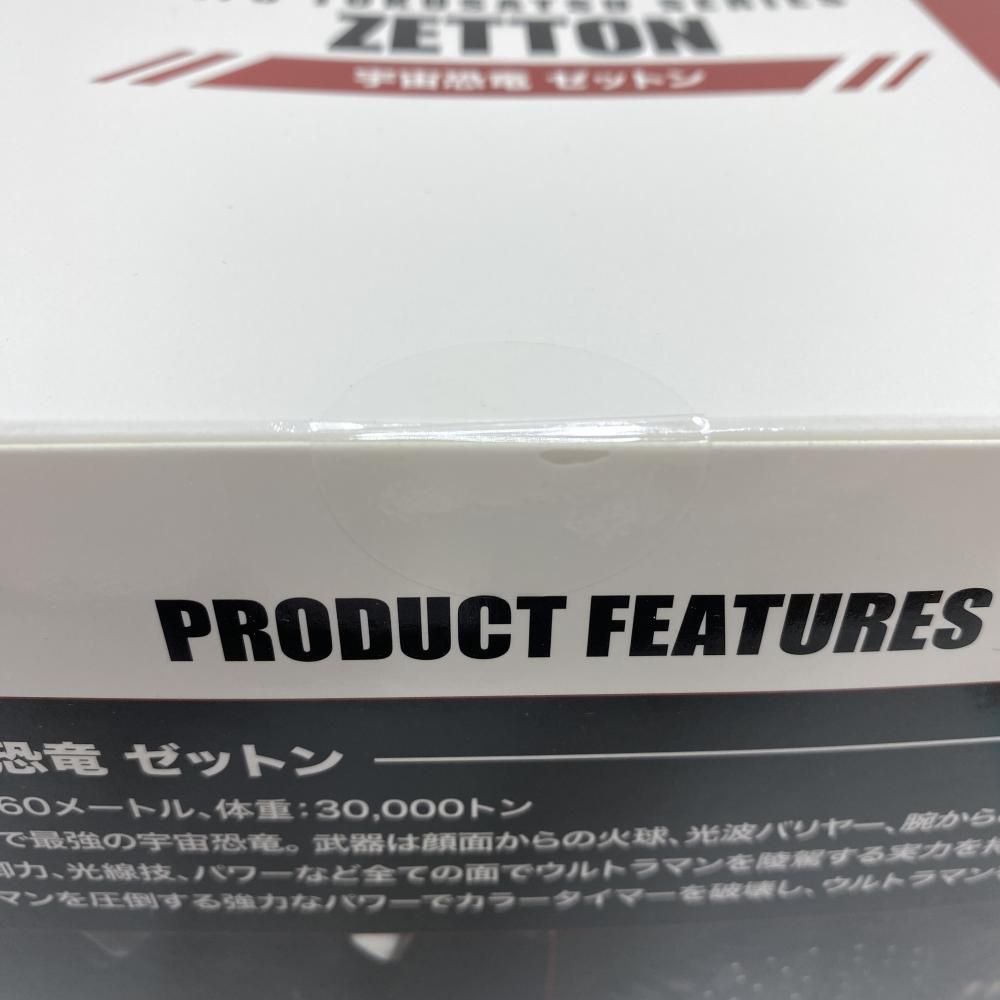 TOKUSATSU SERIES
ZETTON
宇宙恐竜 ゼットン
PRODUCT FEATURES
恐竜 ゼットン
60メートル、体重：30,000トン
で最強の宇宙恐竜。武器は顔面からの火球、光波バリヤー、腕から
力、光線技、パワーなど全ての面でウルトラマンを陵駕する実力を
マンを圧倒する強力なパワーでカラータイマーを破壊し、ウルトラマン